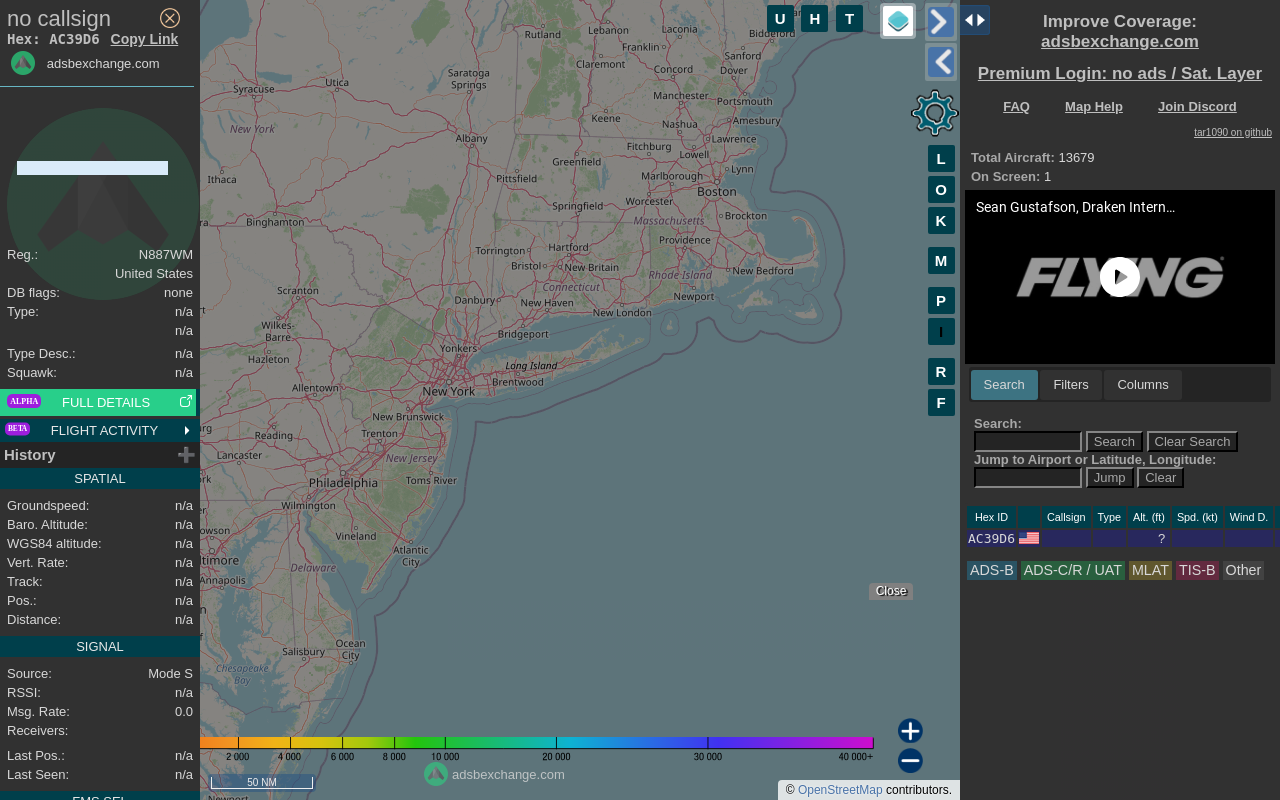 no callsign
Hex: AC39D6 Copy Link
adsbexchange.com
Reg.: N887WM
United States
DB flags: none
Type: n/a
n/a
Type Desc.: n/a
Squawk: n/a
ALPHA FULL DETAILS
BETA FLIGHT ACTIVITY
History
SPATIAL
Groundspeed: n/a
Baro. Altitude: n/a
WGS84 altitude: n/a
Vert. Rate: n/a
Track: n/a
Pos.: n/a
Distance: n/a
SIGNAL
Source: Mode S
RSSI: n/a
Msg. Rate: 0.0
Receivers:
Last Pos.: n/a
Last Seen: n/a
FMS SEL
U H T
L
O
K
M
P
I
R
F
Rutland
Lebanon
Laconia
Biddeford
Franklin
Sanford
Claremont
Concord
Dover
Saratoga
Springs
Utica
Syracuse
Manchester
Portsmouth
Keene
Nashua
Amesbury
New York
Albany
Lawrence
Fitchburg
Lowell
Greenfield
Lynn
Ithaca
Pittsfield
Marlborough
Boston
Worcester
Springfield
Massachusetts
Brockton
Binghamton
Providence
Torrington
Hartford
Bristol
New Britain
New Bedford
Rhode Island
Connecticut
Scranton
Danbury
New Haven
Newport
New London
Wilkes-
Barre
Bridgeport
Yonkers
Hazleton
Long Island
Brentwood
Allentown
New York
New Brunswick
Reading
Trenton
Lancaster
New Jersey
Philadelphia
Toms River
Wilmington
Vineland
Atlantic
City
Delaware
Annapolis
Ocean
City
Salisbury
Chesapeake
Bay
Newport
2 000 4 000 6 000 8 000 10 000 20 000 30 000 40 000+
50 NM
adsbexchange.com
Close
© OpenStreetMap contributors.
Improve Coverage:
adsbexchange.com
Premium Login: no ads / Sat. Layer
FAQ Map Help Join Discord
tar1090 on github
Total Aircraft: 13679
On Screen: 1
Sean Gustafson, Draken Intern...
FLYING
Search Filters Columns
Search:
Search Clear Search
Jump to Airport or Latitude, Longitude:
Jump Clear
Hex ID Callsign Type Alt. (ft) Spd. (kt) Wind D.
AC39D6 ?
ADS-B ADS-C/R / UAT MLAT TIS-B Other